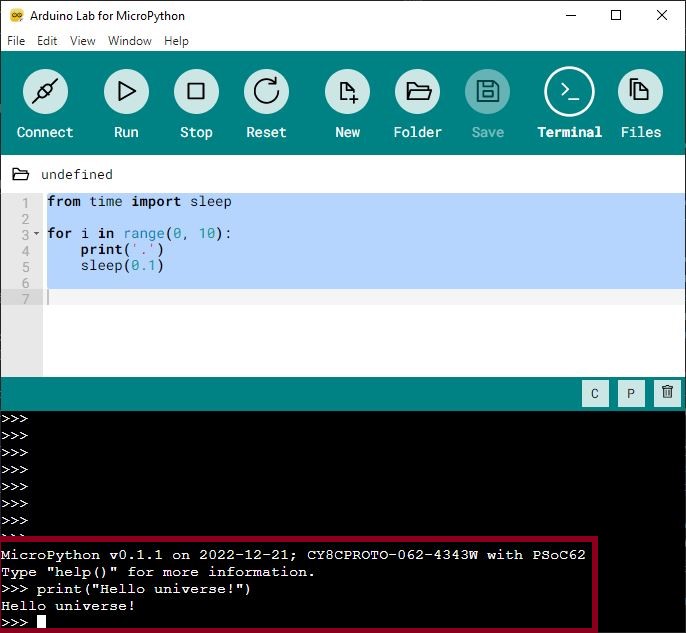 Arduino Lab for MicroPython
File Edit View Window Help
Connect Run Stop Reset New Folder Save Terminal Files
undefined
1 from time import sleep
2
3 for i in range(0, 10):
4     print('.')
5     sleep(0.1)
6
7
C P
>>>
>>>
>>>
>>>
>>>
>>>
>>>
>>>
MicroPython v0.1.1 on 2022-12-21; CY8CPROTO-062-4343W with PSoC62
Type "help()" for more information.
>>> print("Hello universe!")
Hello universe!
>>>